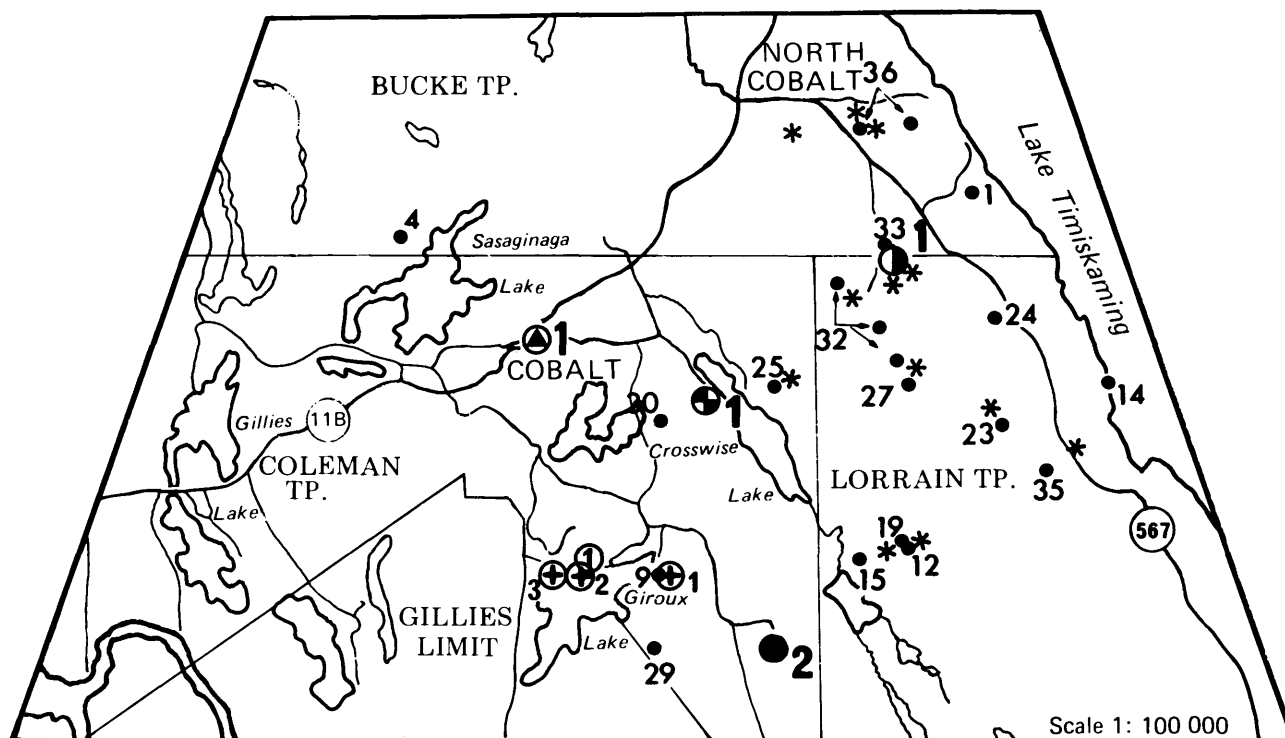 NORTH
COBALT
36
BUCKE TP.
Lake Timiskaming
1
4
Sasaginaga
Lake
33
1
24
32
1
COBALT
25
27
14
30
1
Gillies
11B
Crosswise
23
COLEMAN
TP.
Lake
LORRAIN TP.
35
Lake
19
567
12
15
1
3
2
9
1
Giroux
GILLIES
LIMIT
Lake
29
2
Scale 1: 100 000